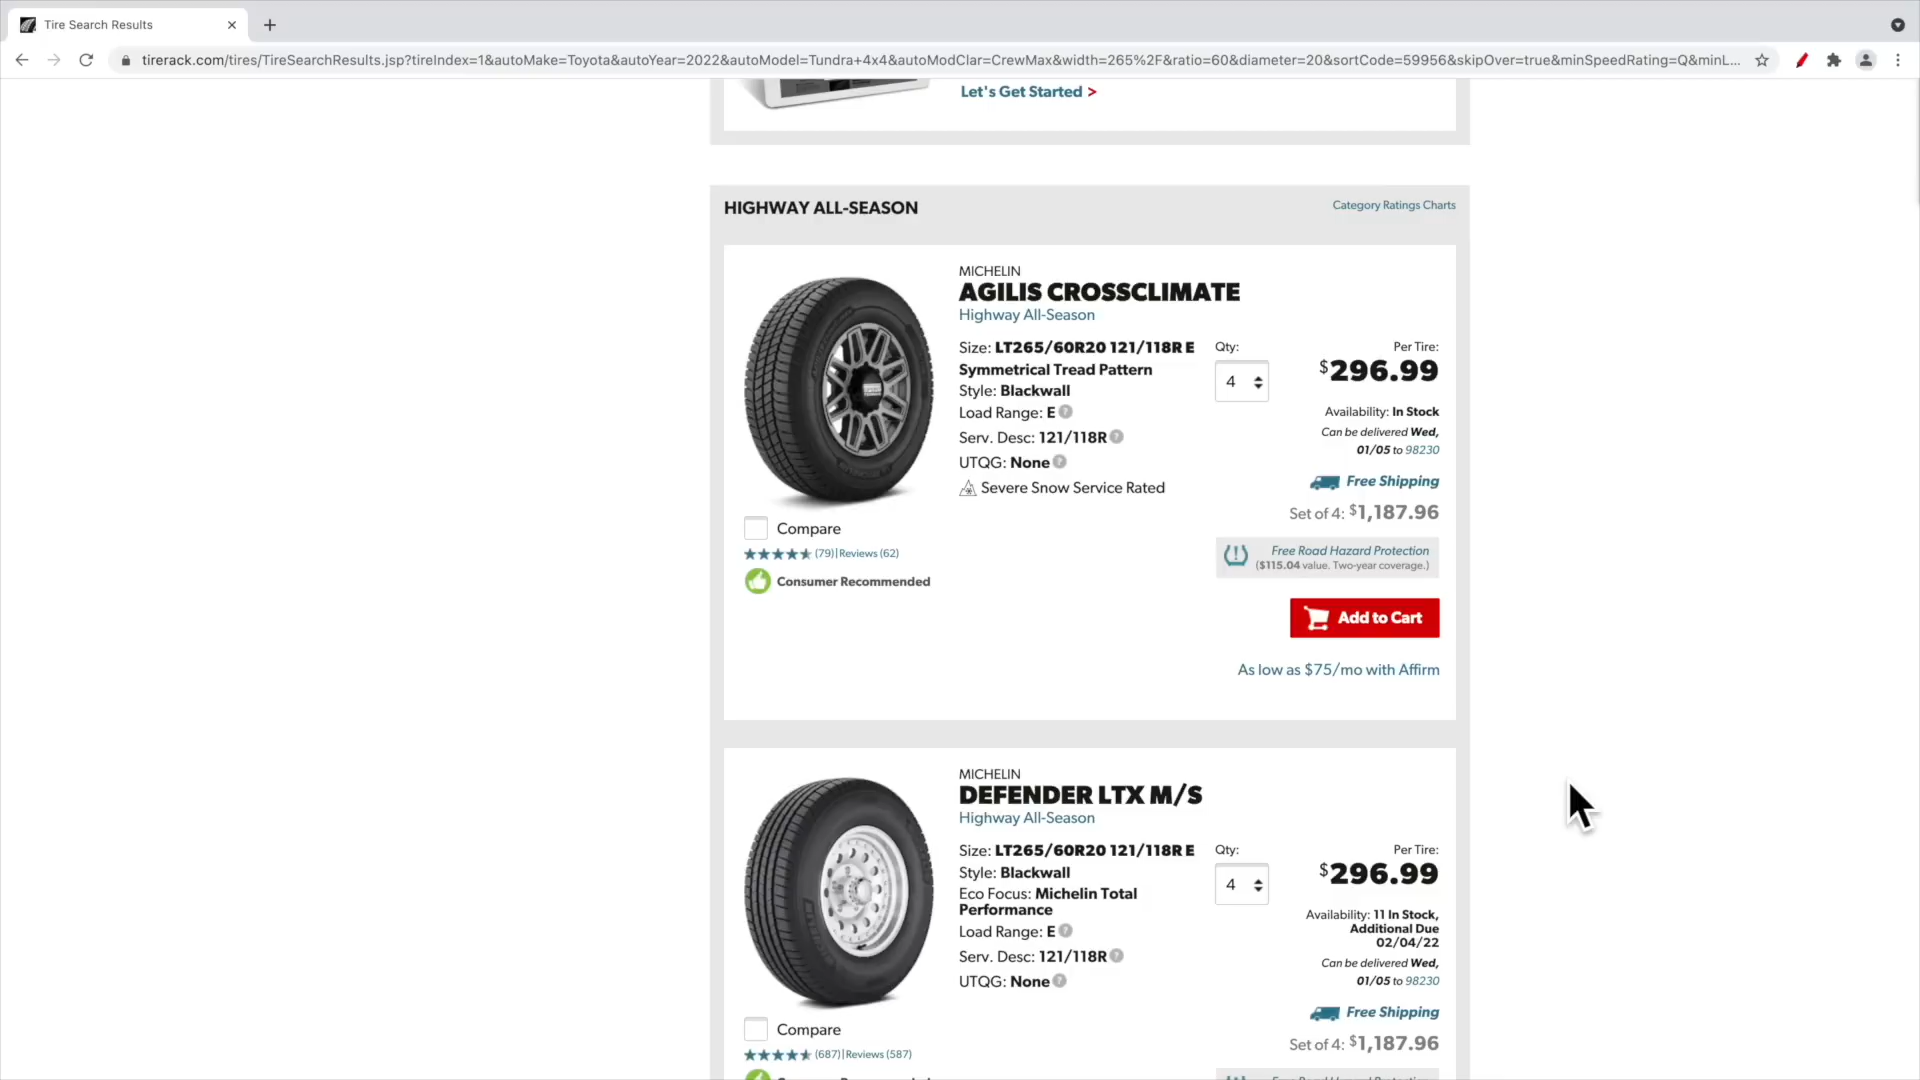 Tire Search Results
tirerack.com/tires/TireSearchResults.jsp?tireIndex=1&autoMake=Toyota&autoYear=2022&autoModel=Tundra+4x4&autoModClar=CrewMax&width=265%2F&ratio=60&diameter=20&sortCode=59956&skipOver=true&minSpeedRating=Q&minL...
Let's Get Started >
HIGHWAY ALL-SEASON
Category Ratings Charts
MICHELIN
AGILIS CROSSCLIMATE
Highway All-Season
Size: LT265/60R20 121/118R E
Symmetrical Tread Pattern
Style: Blackwall
Load Range: E ?
Serv. Desc: 121/118R ?
UTQG: None ?
Severe Snow Service Rated
Qty:
4
Per Tire:
$296.99
Availability: In Stock
Can be delivered Wed,
01/05 to 98230
Free Shipping
Set of 4: $1,187.96
Free Road Hazard Protection
($115.04 value. Two-year coverage.)
Add to Cart
As low as $75/mo with Affirm
Compare
(79)|Reviews (62)
Consumer Recommended
MICHELIN
DEFENDER LTX M/S
Highway All-Season
Size: LT265/60R20 121/118R E
Style: Blackwall
Eco Focus: Michelin Total
Performance
Load Range: E ?
Serv. Desc: 121/118R ?
UTQG: None ?
Qty:
4
Per Tire:
$296.99
Availability: 11 In Stock,
Additional Due
02/04/22
Can be delivered Wed,
01/05 to 98230
Free Shipping
Set of 4: $1,187.96
Compare
(687)|Reviews (587)